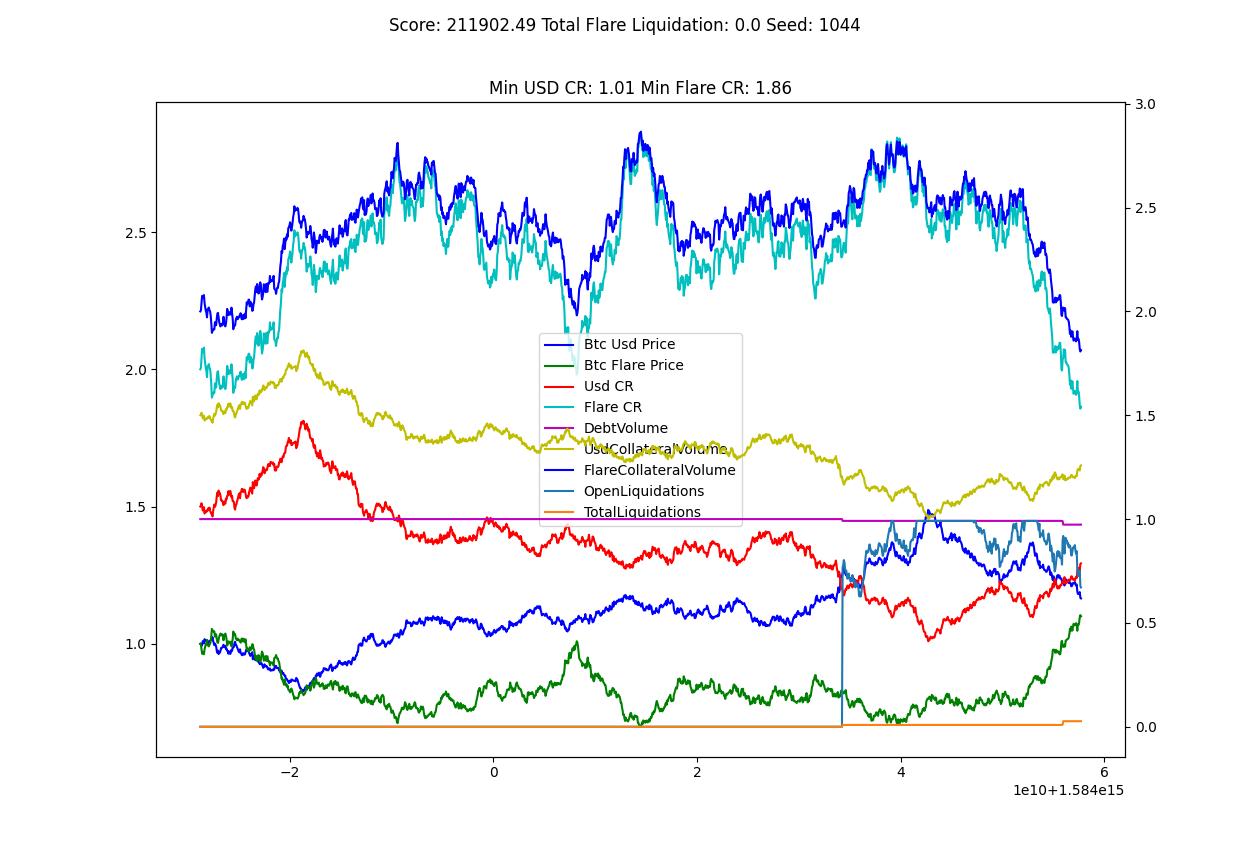 Score: 211902.49 Total Flare Liquidation: 0.0 Seed: 1044
Min USD CR: 1.01 Min Flare CR: 1.86
3.0
2.5
2.5
2.0
2.0
1.5
1.5
1.0
1.0
0.5
0.0
Btc Usd Price
Btc Flare Price
Usd CR
Flare CR
DebtVolume
UsdCollateralVolume
FlareCollateralVolume
OpenLiquidations
TotalLiquidations
−2 0 2 4 6
1e10+1.584e15